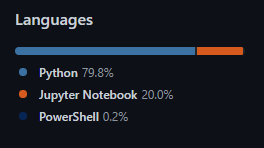 Languages
Python 79.8%
Jupyter Notebook 20.0%
PowerShell 0.2%